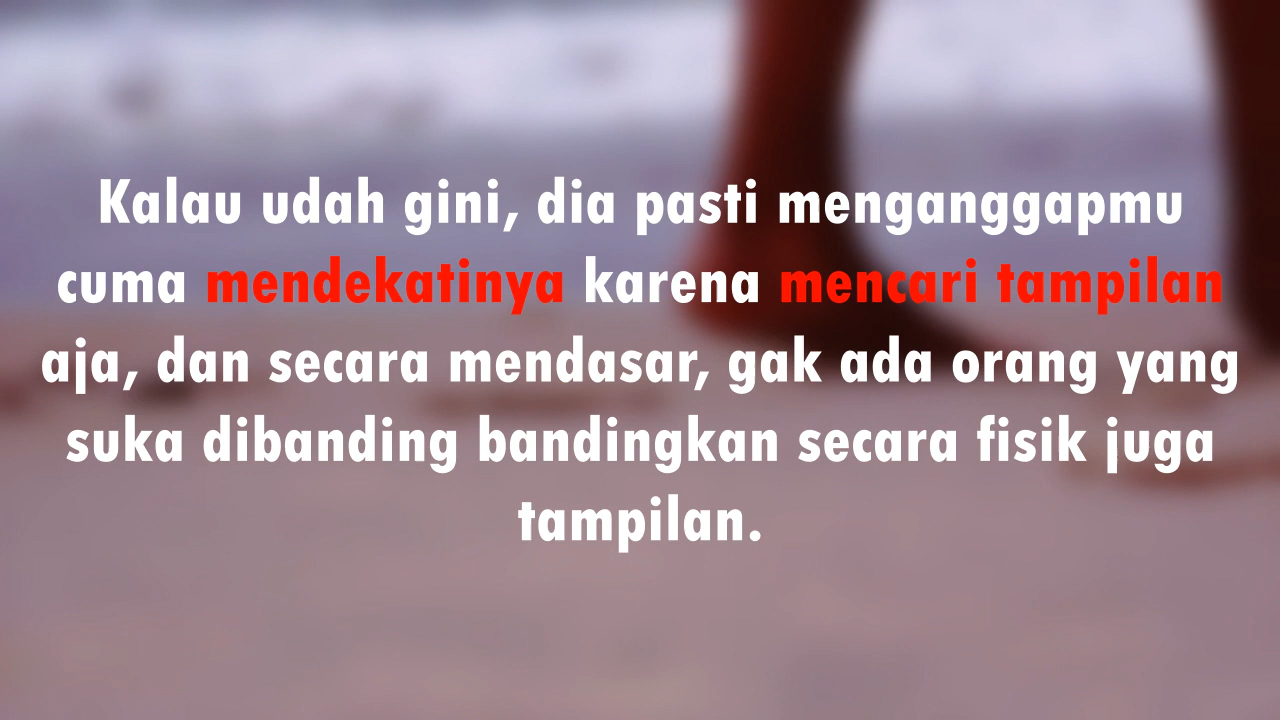 Kalau udah gini, dia pasti menganggapmu
cuma mendekatinya karena mencari tampilan
aja, dan secara mendasar, gak ada orang yang
suka dibanding bandingkan secara fisik juga
tampilan.